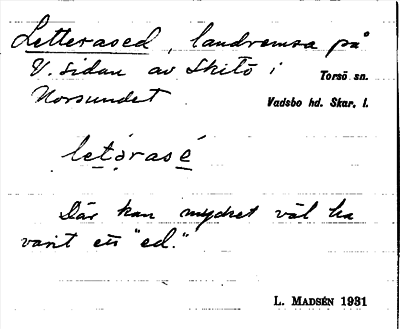 Letterased, landremsa på
V. sidan av Skitö i Torsö sn.
Norsundet. Vadsbo hd. Skar. l.
letərasé
Där kan mycket väl ha
varit ett "ed."
L. MADSÉN 1931